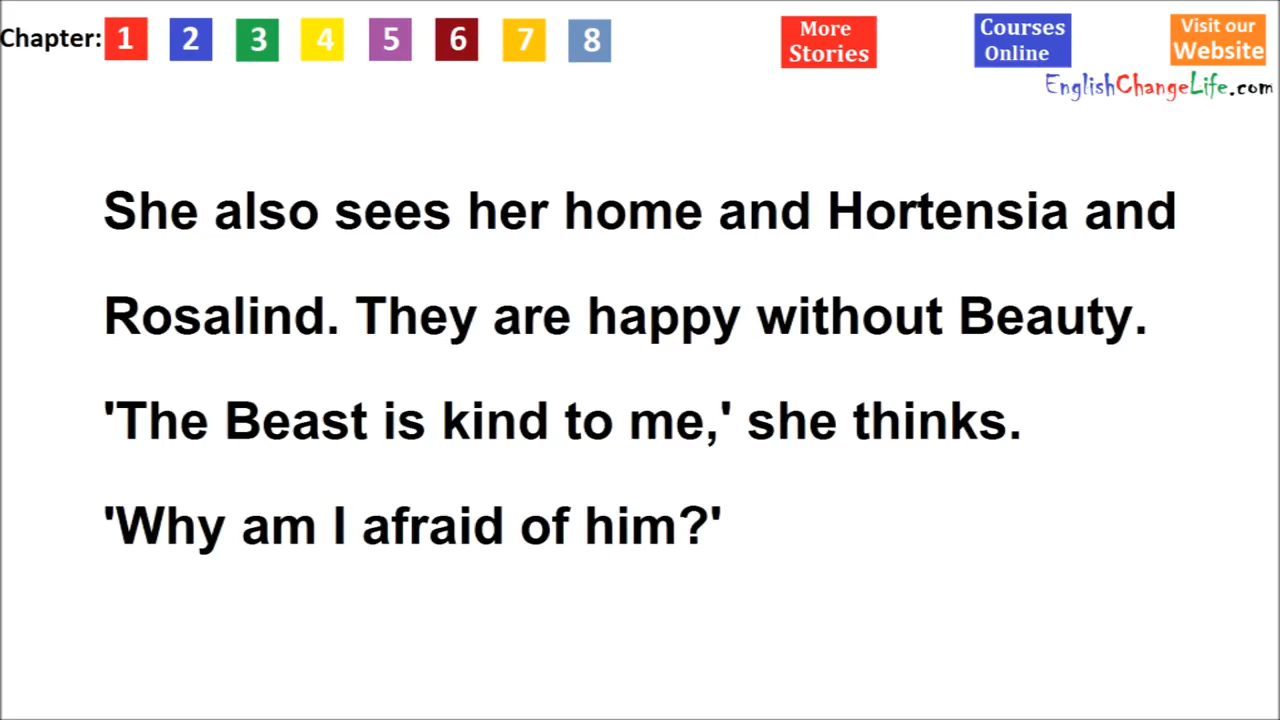 Chapter: 1 2 3 4 5 6 7 8
More
Stories
Courses
Online
Visit our
Website
EnglishChangeLife.com
She also sees her home and Hortensia and
Rosalind. They are happy without Beauty.
'The Beast is kind to me,' she thinks.
'Why am I afraid of him?'